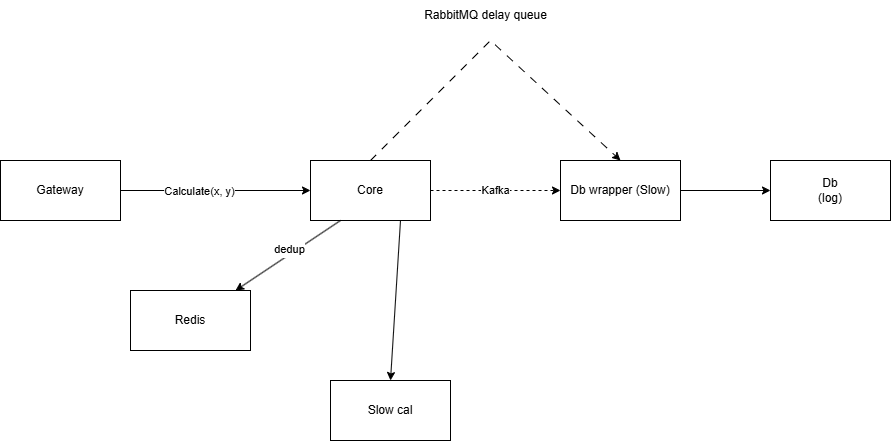 RabbitMQ delay queue
Gateway
Calculate(x, y)
Core
Kafka
Db wrapper (Slow)
Db
(log)
dedup
Redis
Slow cal